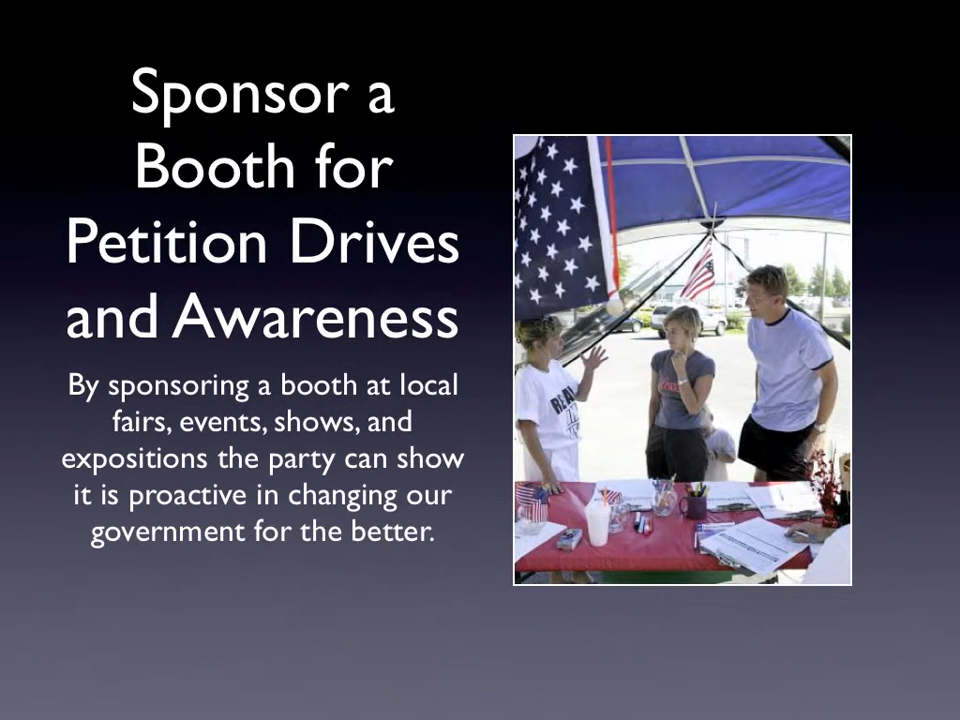 Sponsor a
Booth for
Petition Drives
and Awareness
By sponsoring a booth at local
fairs, events, shows, and
expositions the party can show
it is proactive in changing our
government for the better.